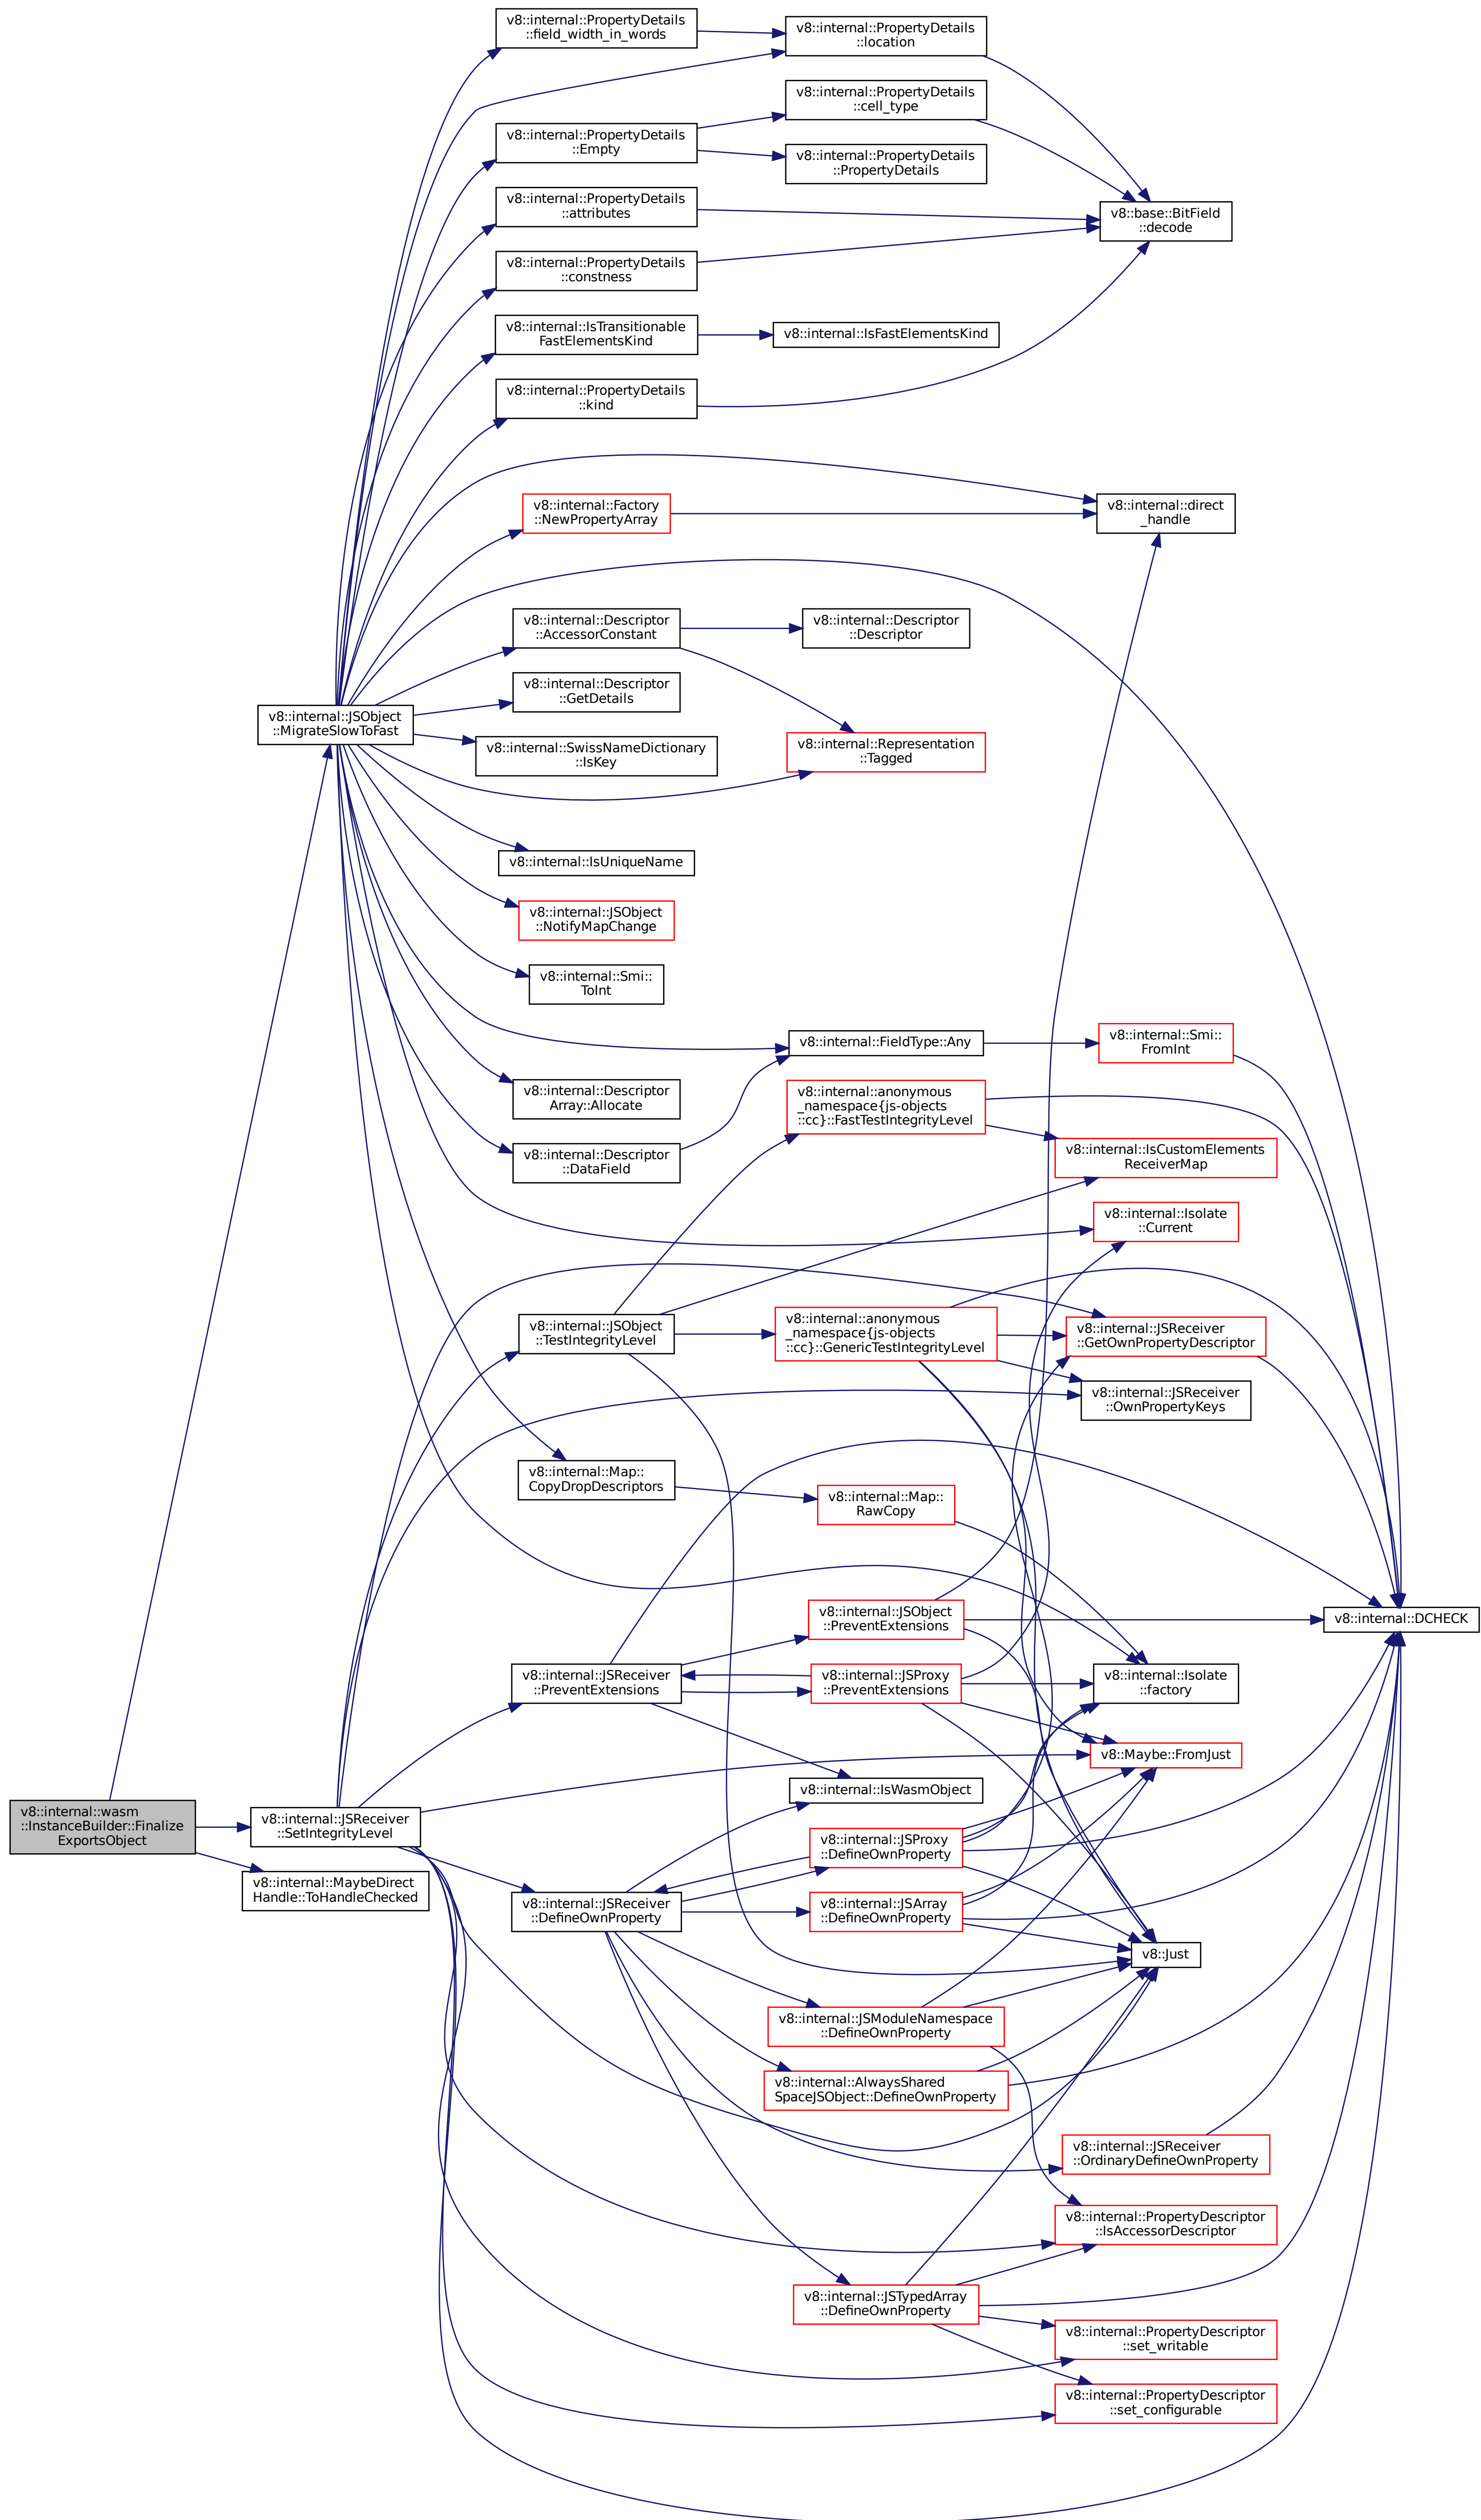 v8::internal::PropertyDetails
::field_width_in_words
v8::internal::PropertyDetails
::location
v8::internal::PropertyDetails
::cell_type
v8::internal::PropertyDetails
::Empty
v8::internal::PropertyDetails
::PropertyDetails
v8::internal::PropertyDetails
::attributes
v8::base::BitField
::decode
v8::internal::PropertyDetails
::constness
v8::internal::IsTransitionable
FastElementsKind
v8::internal::IsFastElementsKind
v8::internal::PropertyDetails
::kind
v8::internal::Factory
::NewPropertyArray
v8::internal::direct
_handle
v8::internal::Descriptor
::AccessorConstant
v8::internal::Descriptor
::Descriptor
v8::internal::Descriptor
::GetDetails
v8::internal::JSObject
::MigrateSlowToFast
v8::internal::SwissNameDictionary
::IsKey
v8::internal::Representation
::Tagged
v8::internal::IsUniqueName
v8::internal::JSObject
::NotifyMapChange
v8::internal::Smi::
ToInt
v8::internal::FieldType::Any
v8::internal::Smi::
FromInt
v8::internal::Descriptor
Array::Allocate
v8::internal::anonymous
_namespace{js-objects
::cc}::FastTestIntegrityLevel
v8::internal::Descriptor
::DataField
v8::internal::IsCustomElements
ReceiverMap
v8::internal::Isolate
::Current
v8::internal::JSObject
::TestIntegrityLevel
v8::internal::anonymous
_namespace{js-objects
::cc}::GenericTestIntegrityLevel
v8::internal::JSReceiver
::GetOwnPropertyDescriptor
v8::internal::JSReceiver
::OwnPropertyKeys
v8::internal::Map::
CopyDropDescriptors
v8::internal::Map::
RawCopy
v8::internal::JSObject
::PreventExtensions
v8::internal::DCHECK
v8::internal::JSReceiver
::PreventExtensions
v8::internal::JSProxy
::PreventExtensions
v8::internal::Isolate
::factory
v8::Maybe::FromJust
v8::internal::IsWasmObject
v8::internal::wasm
::InstanceBuilder::Finalize
ExportsObject
v8::internal::JSReceiver
::SetIntegrityLevel
v8::internal::JSProxy
::DefineOwnProperty
v8::internal::MaybeDirect
Handle::ToHandleChecked
v8::internal::JSReceiver
::DefineOwnProperty
v8::internal::JSArray
::DefineOwnProperty
v8::Just
v8::internal::JSModuleNamespace
::DefineOwnProperty
v8::internal::AlwaysShared
SpaceJSObject::DefineOwnProperty
v8::internal::JSReceiver
::OrdinaryDefineOwnProperty
v8::internal::PropertyDescriptor
::IsAccessorDescriptor
v8::internal::JSTypedArray
::DefineOwnProperty
v8::internal::PropertyDescriptor
::set_writable
v8::internal::PropertyDescriptor
::set_configurable